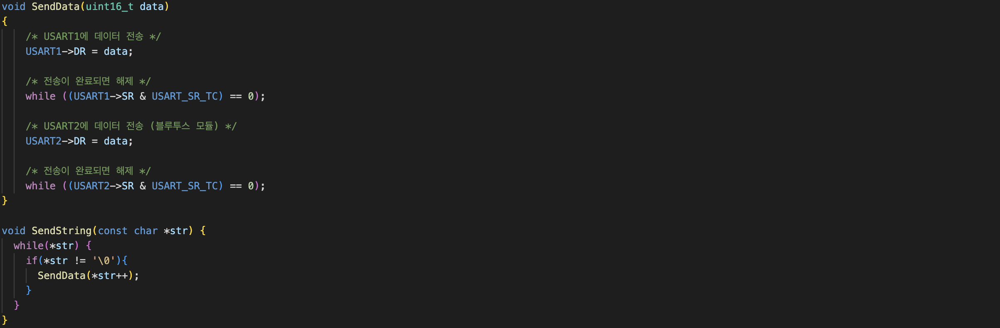 void SendData(uint16_t data)
{
    /* USART1에 데이터 전송 */
    USART1->DR = data;

    /* 전송이 완료되면 해제 */
    while ((USART1->SR & USART_SR_TC) == 0);

    /* USART2에 데이터 전송 (블루투스 모듈) */
    USART2->DR = data;

    /* 전송이 완료되면 해제 */
    while ((USART2->SR & USART_SR_TC) == 0);
}

void SendString(const char *str) {
  while(*str) {
    if(*str != '\0'){
      SendData(*str++);
    }
  }
}